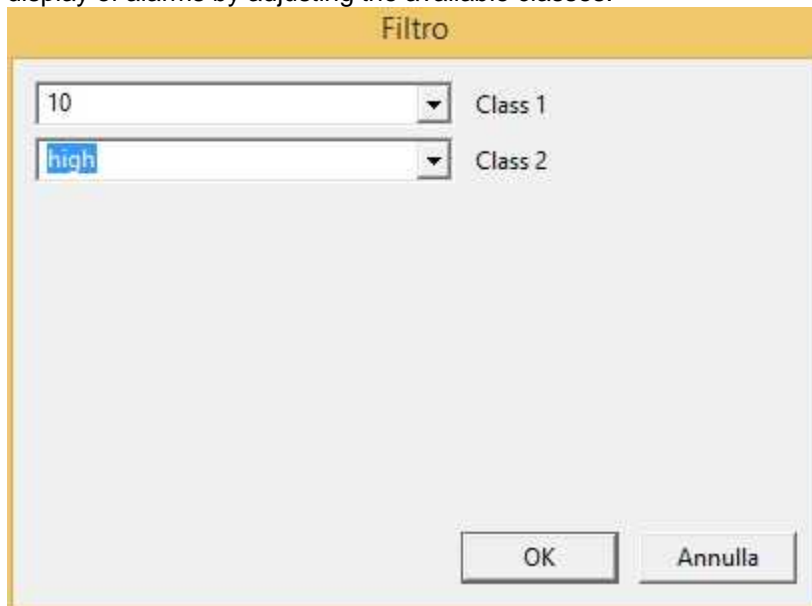 display of alarms by adjusting the available classes.
Filtro
10 Class 1
high Class 2
OK Annulla